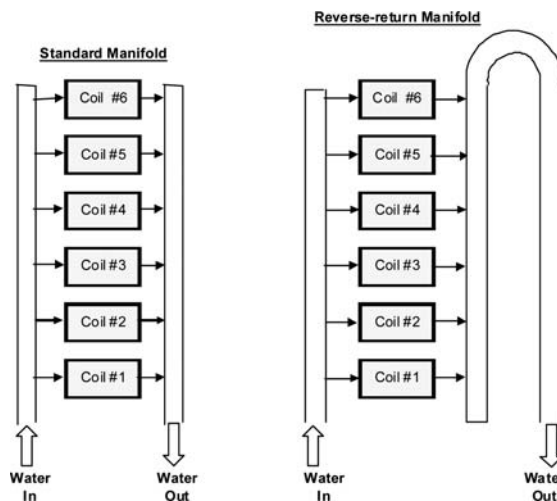 Standard Manifold
Coil #6
Coil #5
Coil #4
Coil #3
Coil #2
Coil #1
Water
In
Water
Out
Reverse-return Manifold
Coil #6
Coil #5
Coil #4
Coil #3
Coil #2
Coil #1
Water
In
Water
Out